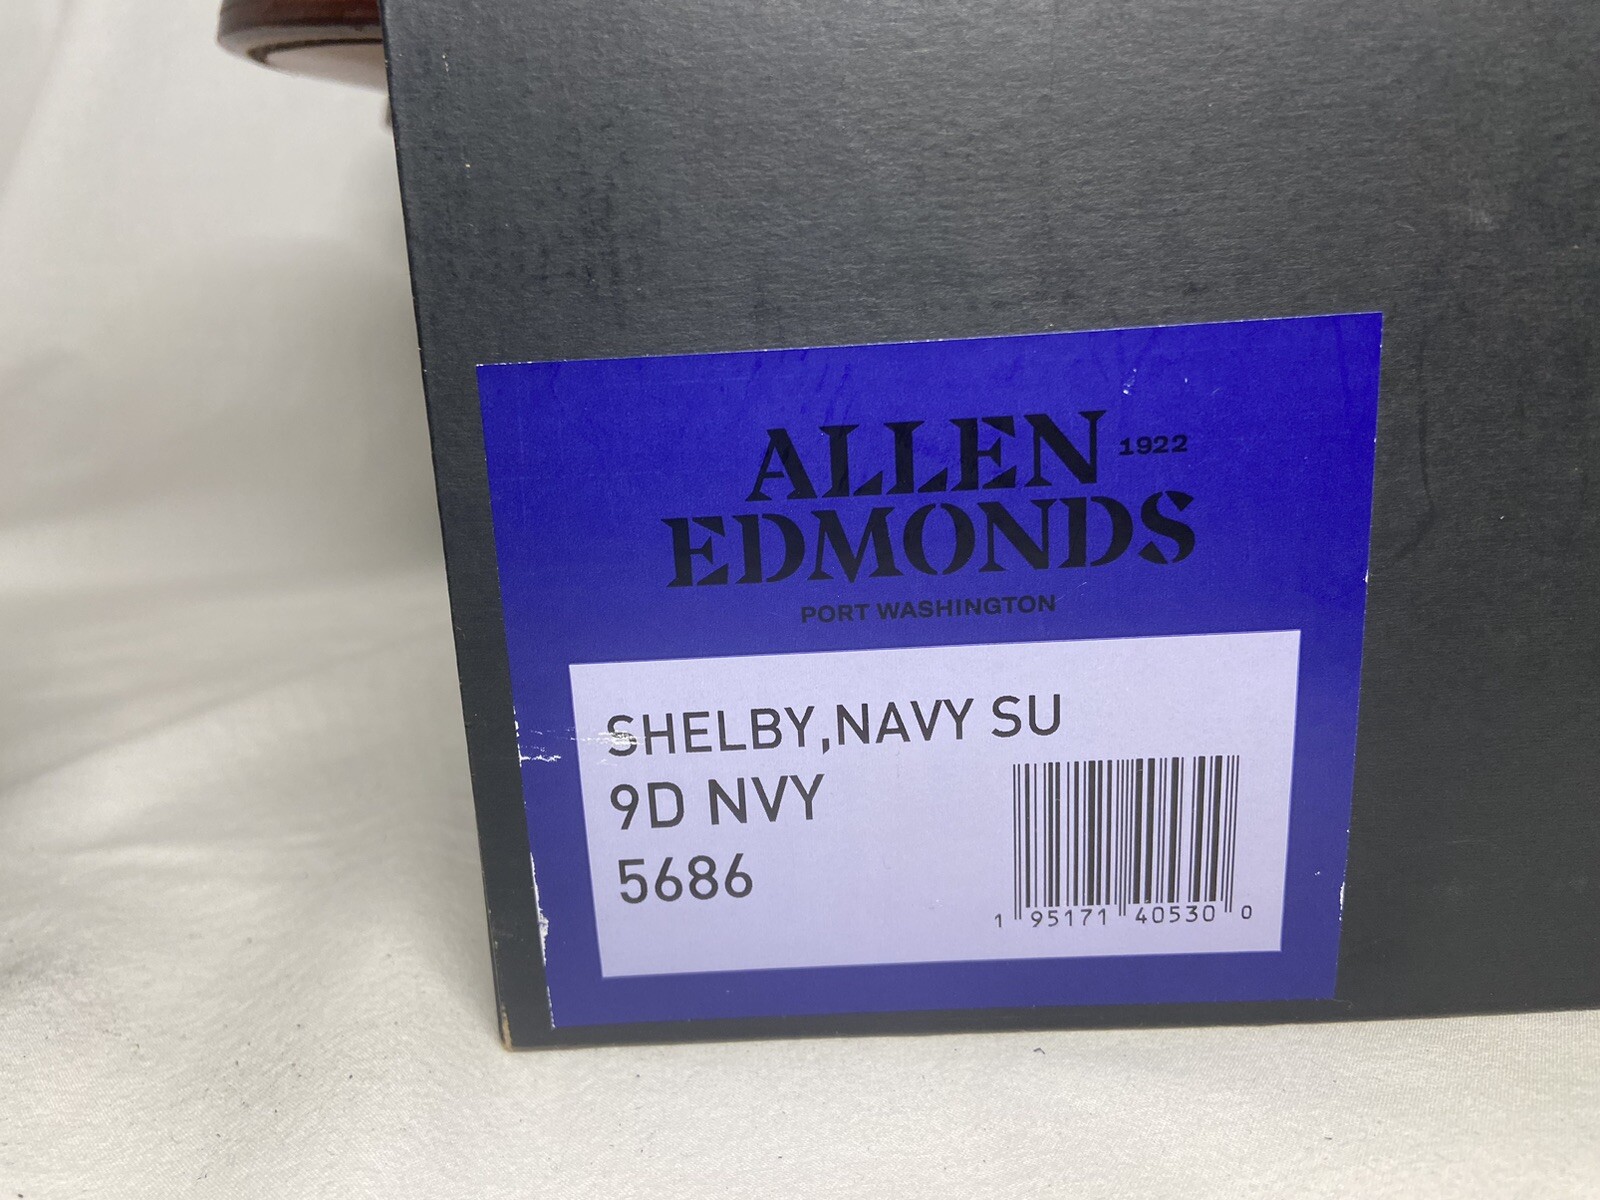 ALLEN 1922
EDMONDS
PORT WASHINGTON
SHELBY,NAVY SU
9D NVY
5686
1 95171 40530 0